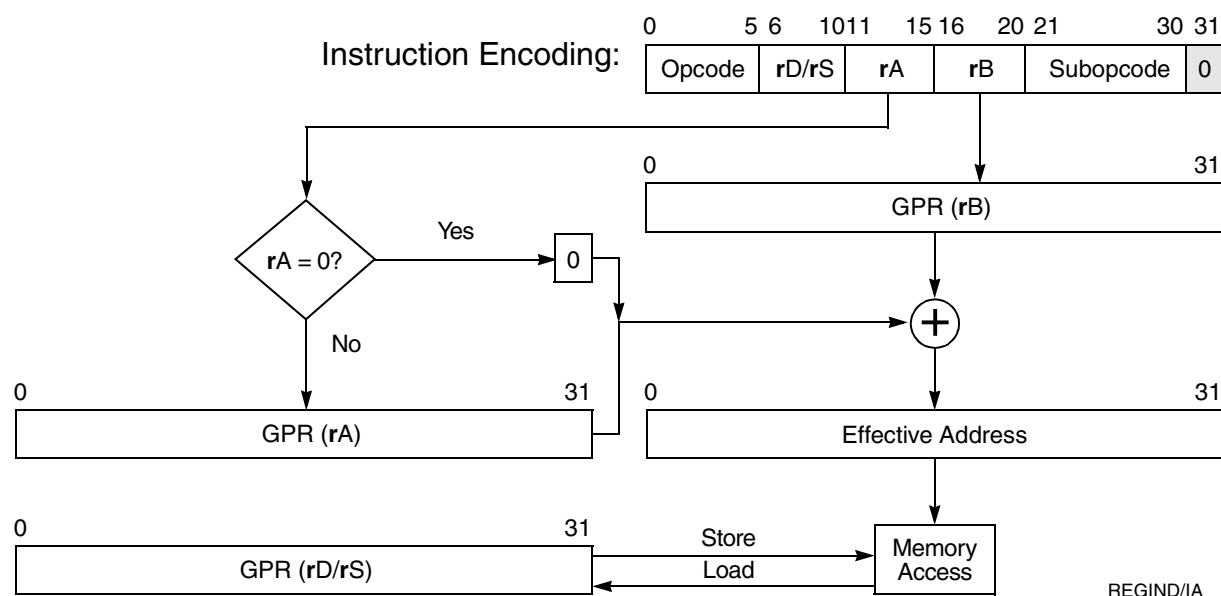 0 5 6 10 11 15 16 20 21 30 31
Instruction Encoding:
Opcode rD/rS rA rB Subopcode 0
0 31
GPR (rB)
Yes
rA = 0?
0
No
0 31
GPR (rA)
0 31
Effective Address
0 31
GPR (rD/rS)
Store
Load
Memory
Access
REGIND/IA